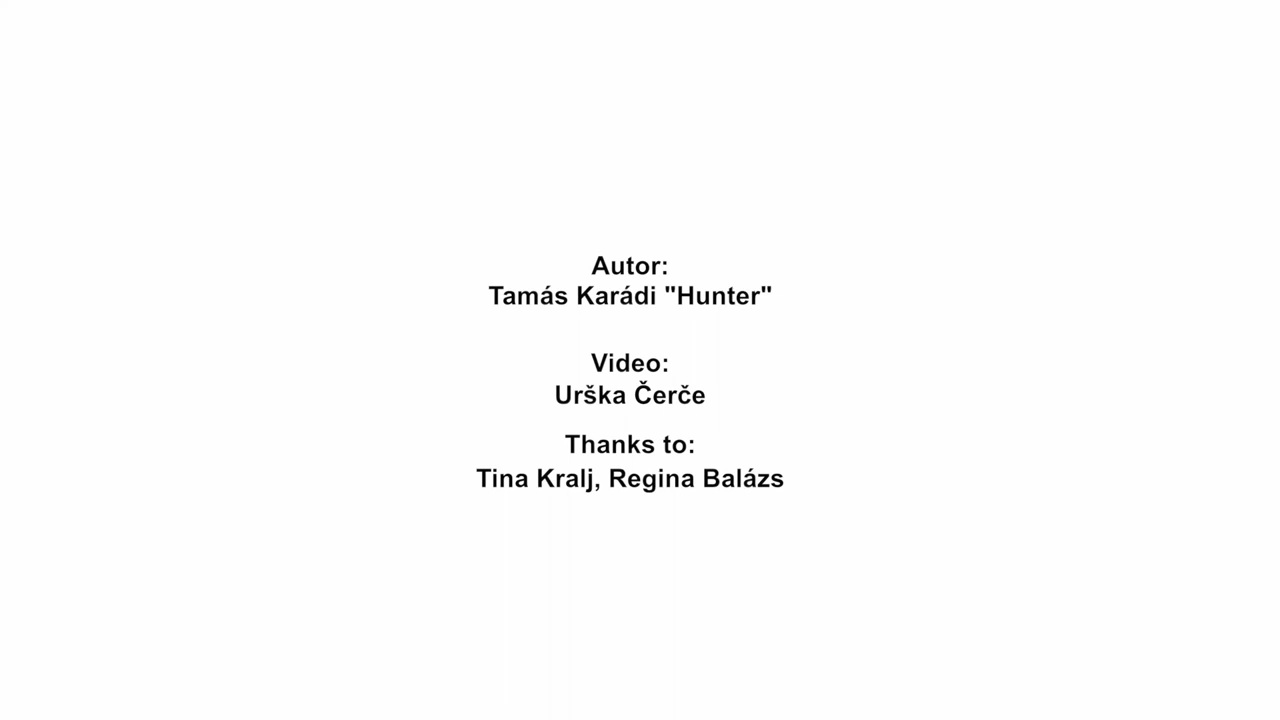 Autor:
Tamás Karádi "Hunter"
Video:
Urška Čerče
Thanks to:
Tina Kralj, Regina Balázs